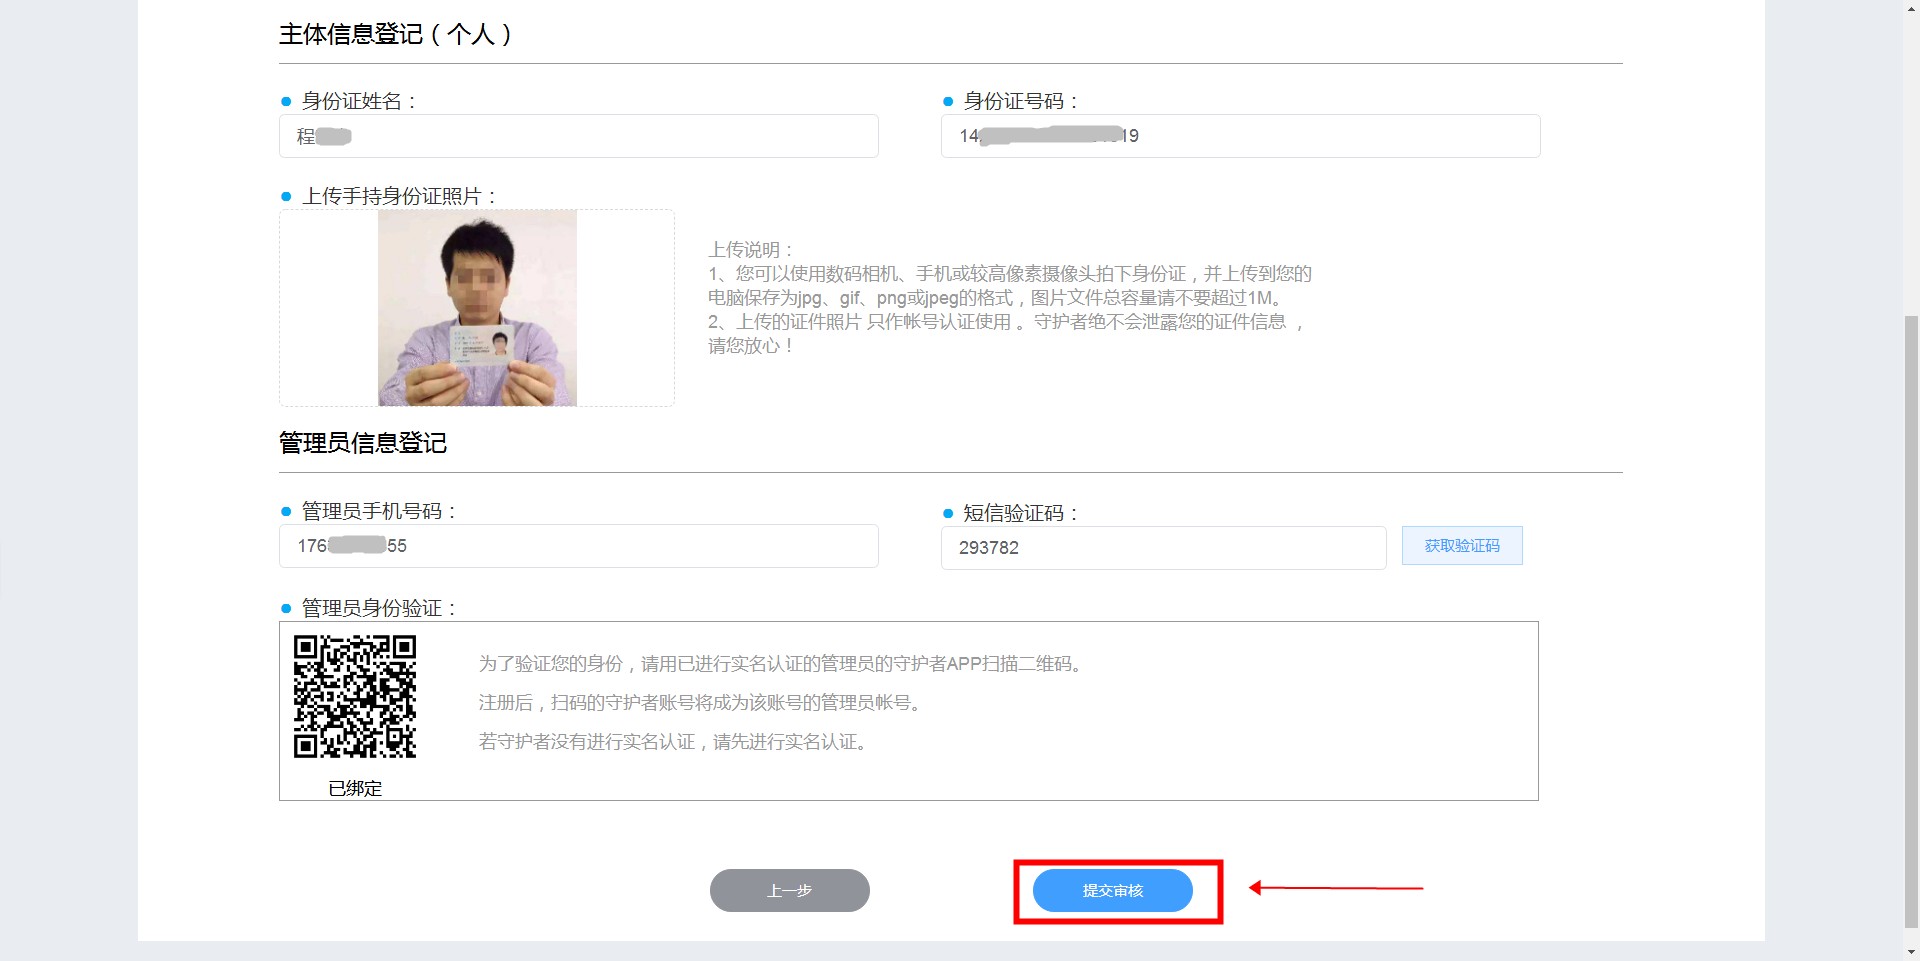 主体信息登记（个人）
身份证姓名： 身份证号码：
程 14 19
上传手持身份证照片：
上传说明：
1、您可以使用数码相机、手机或较高像素摄像头拍下身份证，并上传到您的
电脑保存为jpg、gif、png或jpeg的格式，图片文件总容量请不要超过1M。
2、上传的证件照片 只作帐号认证使用 。守护者绝不会泄露您的证件信息 ，
请您放心！
管理员信息登记
管理员手机号码： 短信验证码：
176 55 293782 获取验证码
管理员身份验证：
为了验证您的身份，请用已进行实名认证的管理员的守护者APP扫描二维码。
注册后，扫码的守护者账号将成为该账号的管理员帐号。
若守护者没有进行实名认证，请先进行实名认证。
已绑定
上一步 提交审核